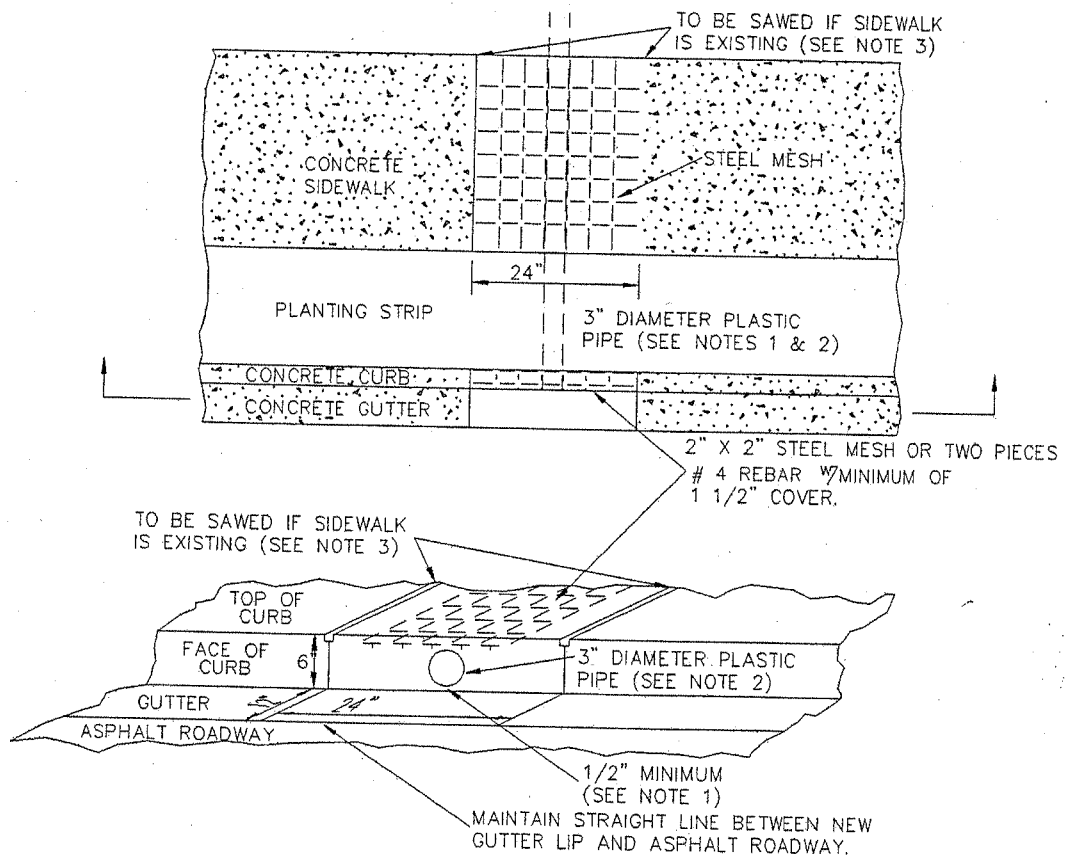 TO BE SAWED IF SIDEWALK
IS EXISTING (SEE NOTE 3)
CONCRETE
SIDEWALK
STEEL MESH
24"
PLANTING STRIP
3" DIAMETER PLASTIC
PIPE (SEE NOTES 1 & 2)
CONCRETE CURB
CONCRETE GUTTER
2" X 2" STEEL MESH OR TWO PIECES
# 4 REBAR W/MINIMUM OF
1 1/2" COVER.
TO BE SAWED IF SIDEWALK
IS EXISTING (SEE NOTE 3)
TOP OF
CURB
FACE OF
CURB
6"
3" DIAMETER PLASTIC
PIPE (SEE NOTE 2)
GUTTER
24"
ASPHALT ROADWAY
1/2" MINIMUM
(SEE NOTE 1)
MAINTAIN STRAIGHT LINE BETWEEN NEW
GUTTER LIP AND ASPHALT ROADWAY.